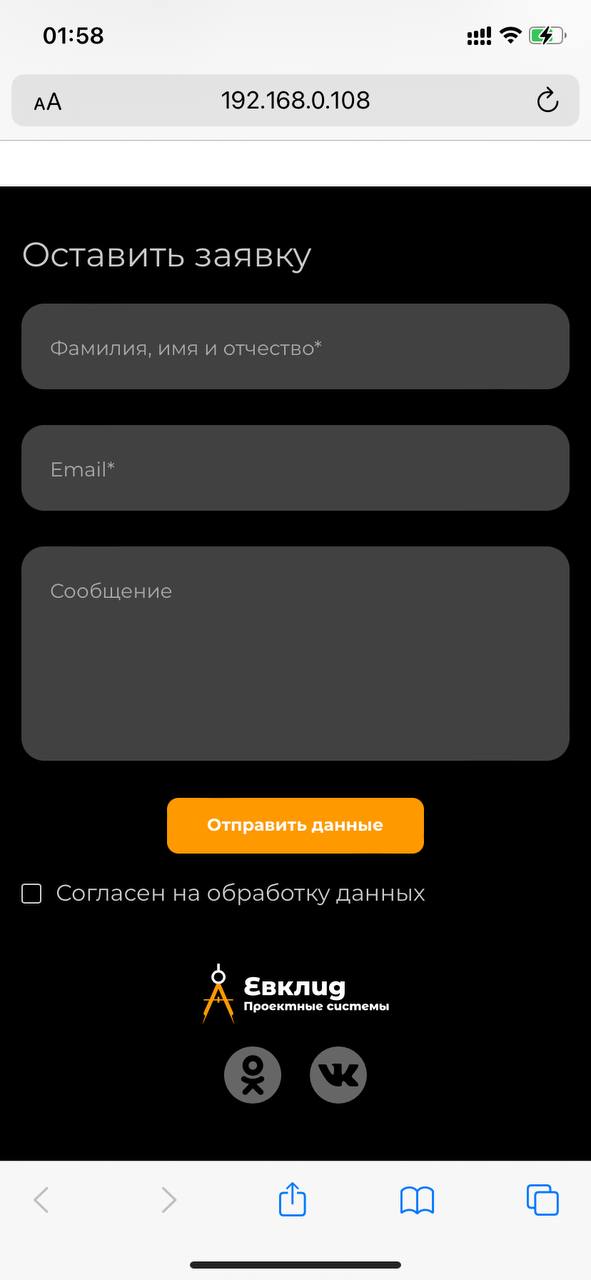 01:58
AA
192.168.0.108
Оставить заявку
Фамилия, имя и отчество*
Email*
Сообщение
Отправить данные
Согласен на обработку данных
Евклид
Проектные системы